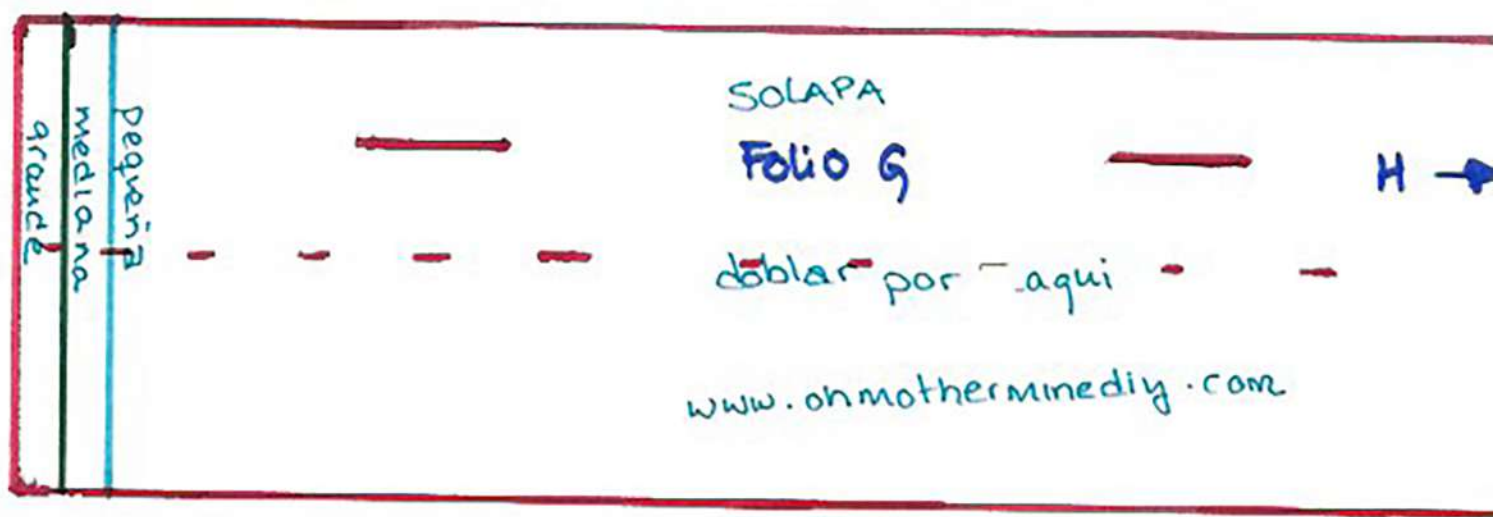 grande
mediana
pequeña
SOLAPA
Folio G
H
doblar por aqui
www.ohmotherminediy.com